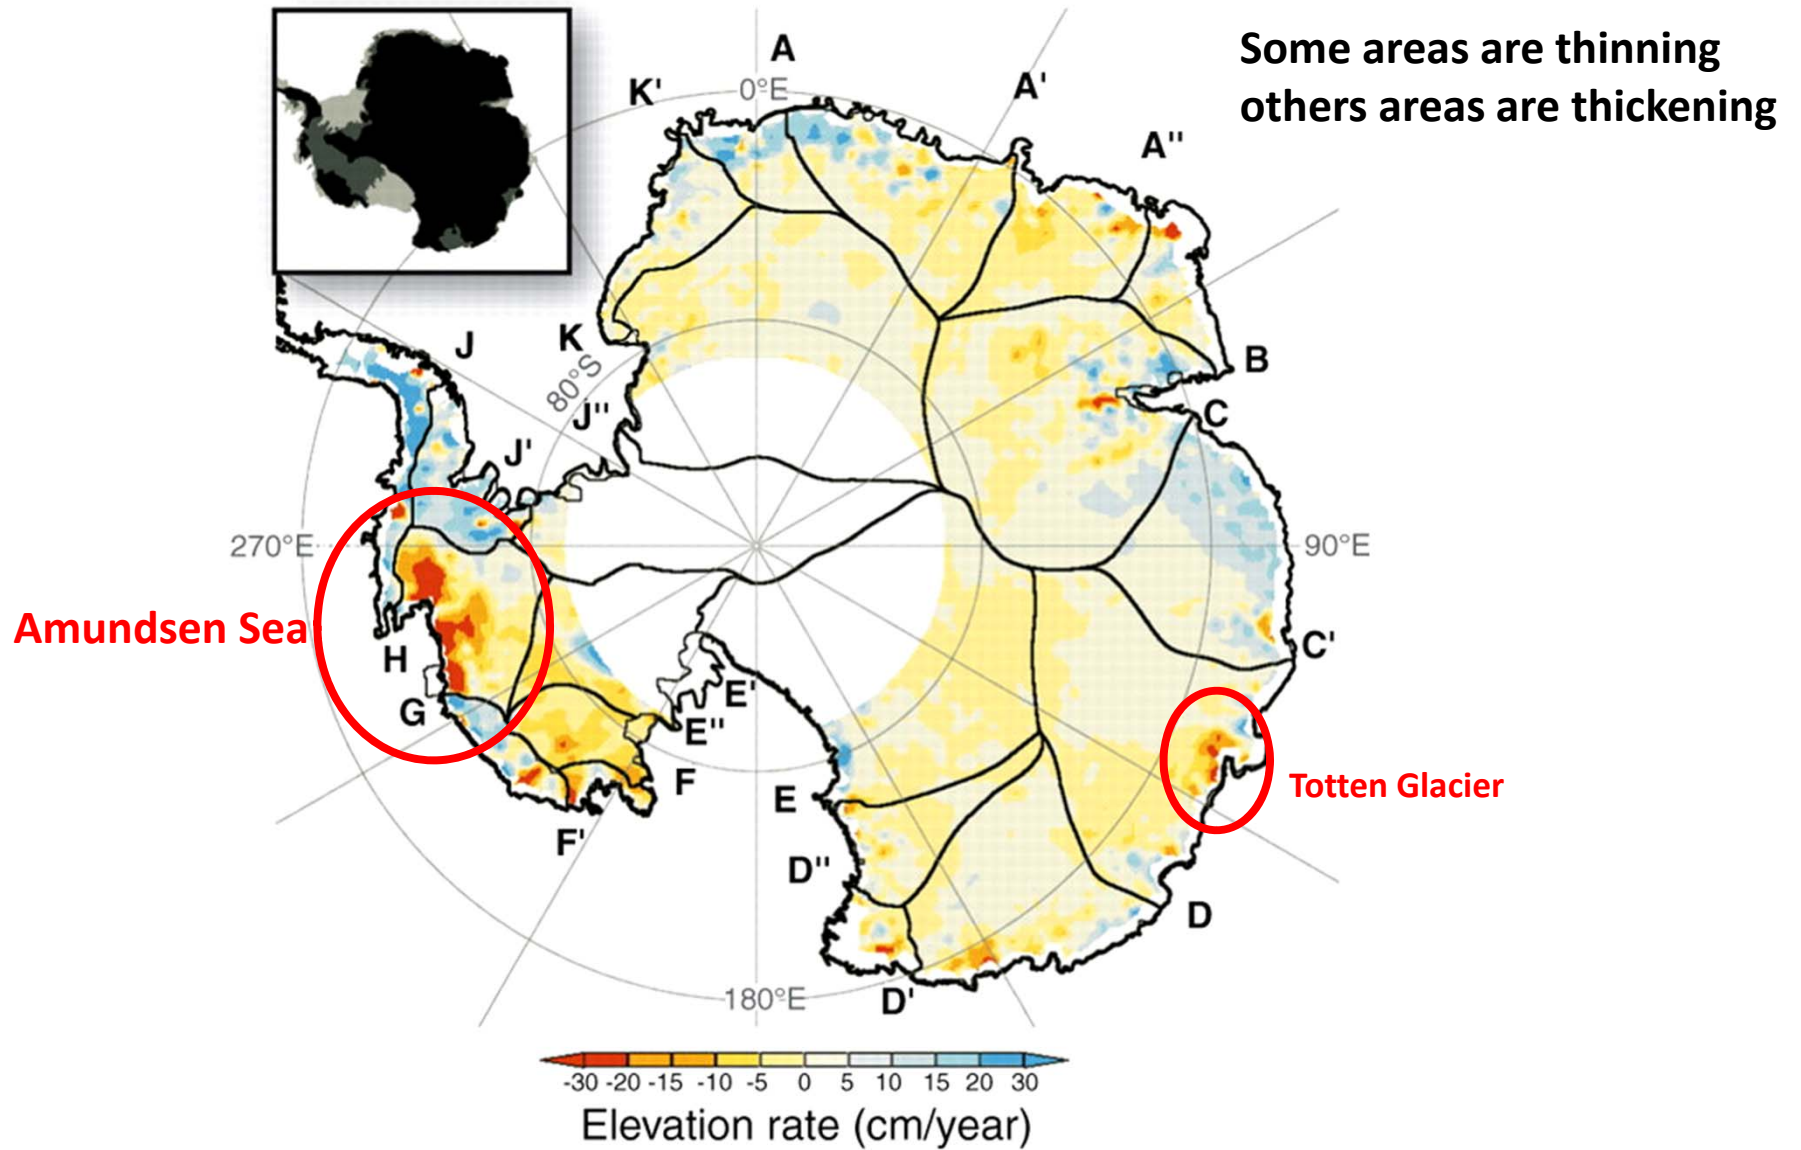 Some areas are thinning
others areas are thickening
A
K'
0°E
A'
A"
J
K
80°S
B
J"
C
J'
270°E
90°E
Amundsen Sea
H
C'
G
E'
E"
F
E
Totten Glacier
F'
D"
D
180°E
D'
-30 -20 -15 -10 -5 0 5 10 15 20 30
Elevation rate (cm/year)